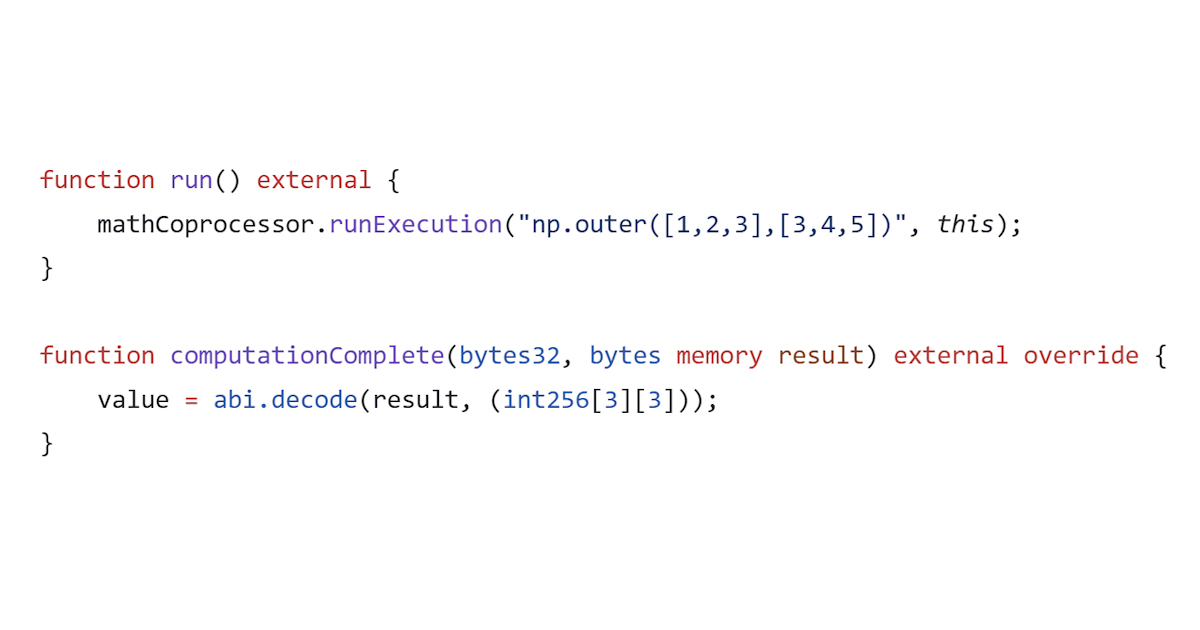 function run() external {
    mathCoprocessor.runExecution("np.outer([1,2,3],[3,4,5])", this);
}
function computationComplete(bytes32, bytes memory result) external override {
    value = abi.decode(result, (int256[3][3]));
}